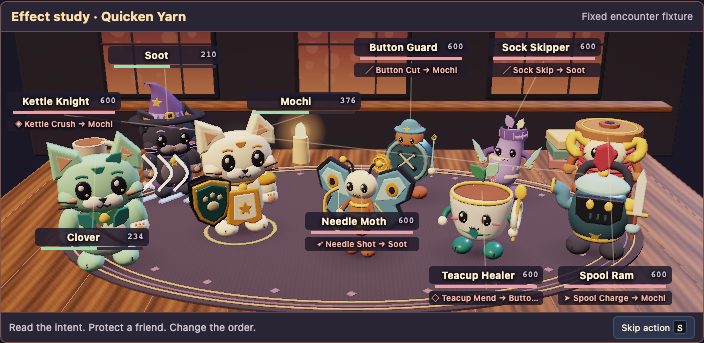 Effect study · Quicken Yarn
Fixed encounter fixture
Soot 210
Button Guard 600
Button Cut → Mochi
Sock Skipper 600
Sock Skip → Soot
Kettle Knight 600
Kettle Crush → Mochi
Mochi 376
Needle Moth 600
Needle Shot → Soot
Clover 234
Teacup Healer 600
Teacup Mend → Butto...
Spool Ram 600
Spool Charge → Mochi
Read the intent. Protect a friend. Change the order.
Skip action S